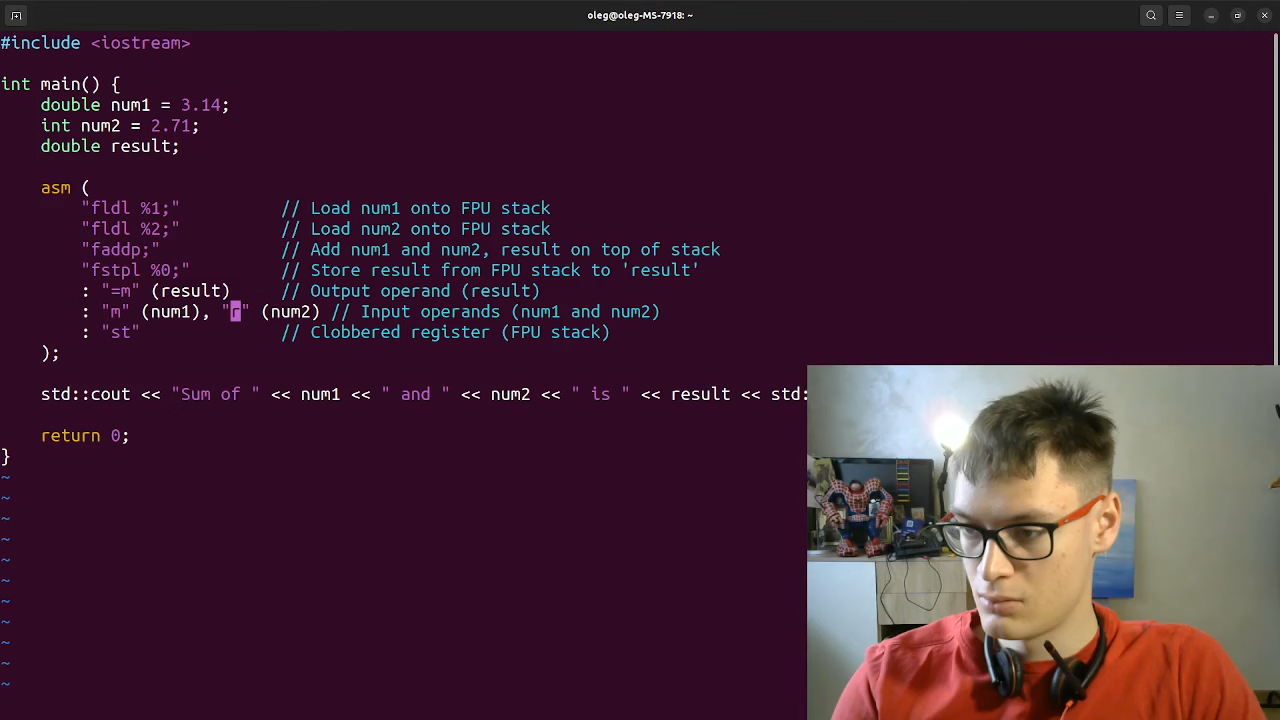 oleg@oleg-MS-7918: ~
#include <iostream>
int main() {
    double num1 = 3.14;
    int num2 = 2.71;
    double result;
    asm (
        "fldl %1;"          // Load num1 onto FPU stack
        "fldl %2;"          // Load num2 onto FPU stack
        "faddp;"            // Add num1 and num2, result on top of stack
        "fstpl %0;"         // Store result from FPU stack to 'result'
        : "=m" (result)     // Output operand (result)
        : "m" (num1), "r" (num2) // Input operands (num1 and num2)
        : "st"              // Clobbered register (FPU stack)
    );
    std::cout << "Sum of " << num1 << " and " << num2 << " is " << result << std:
    return 0;
}
~
~
~
~
~
~
~
~
~
~
~